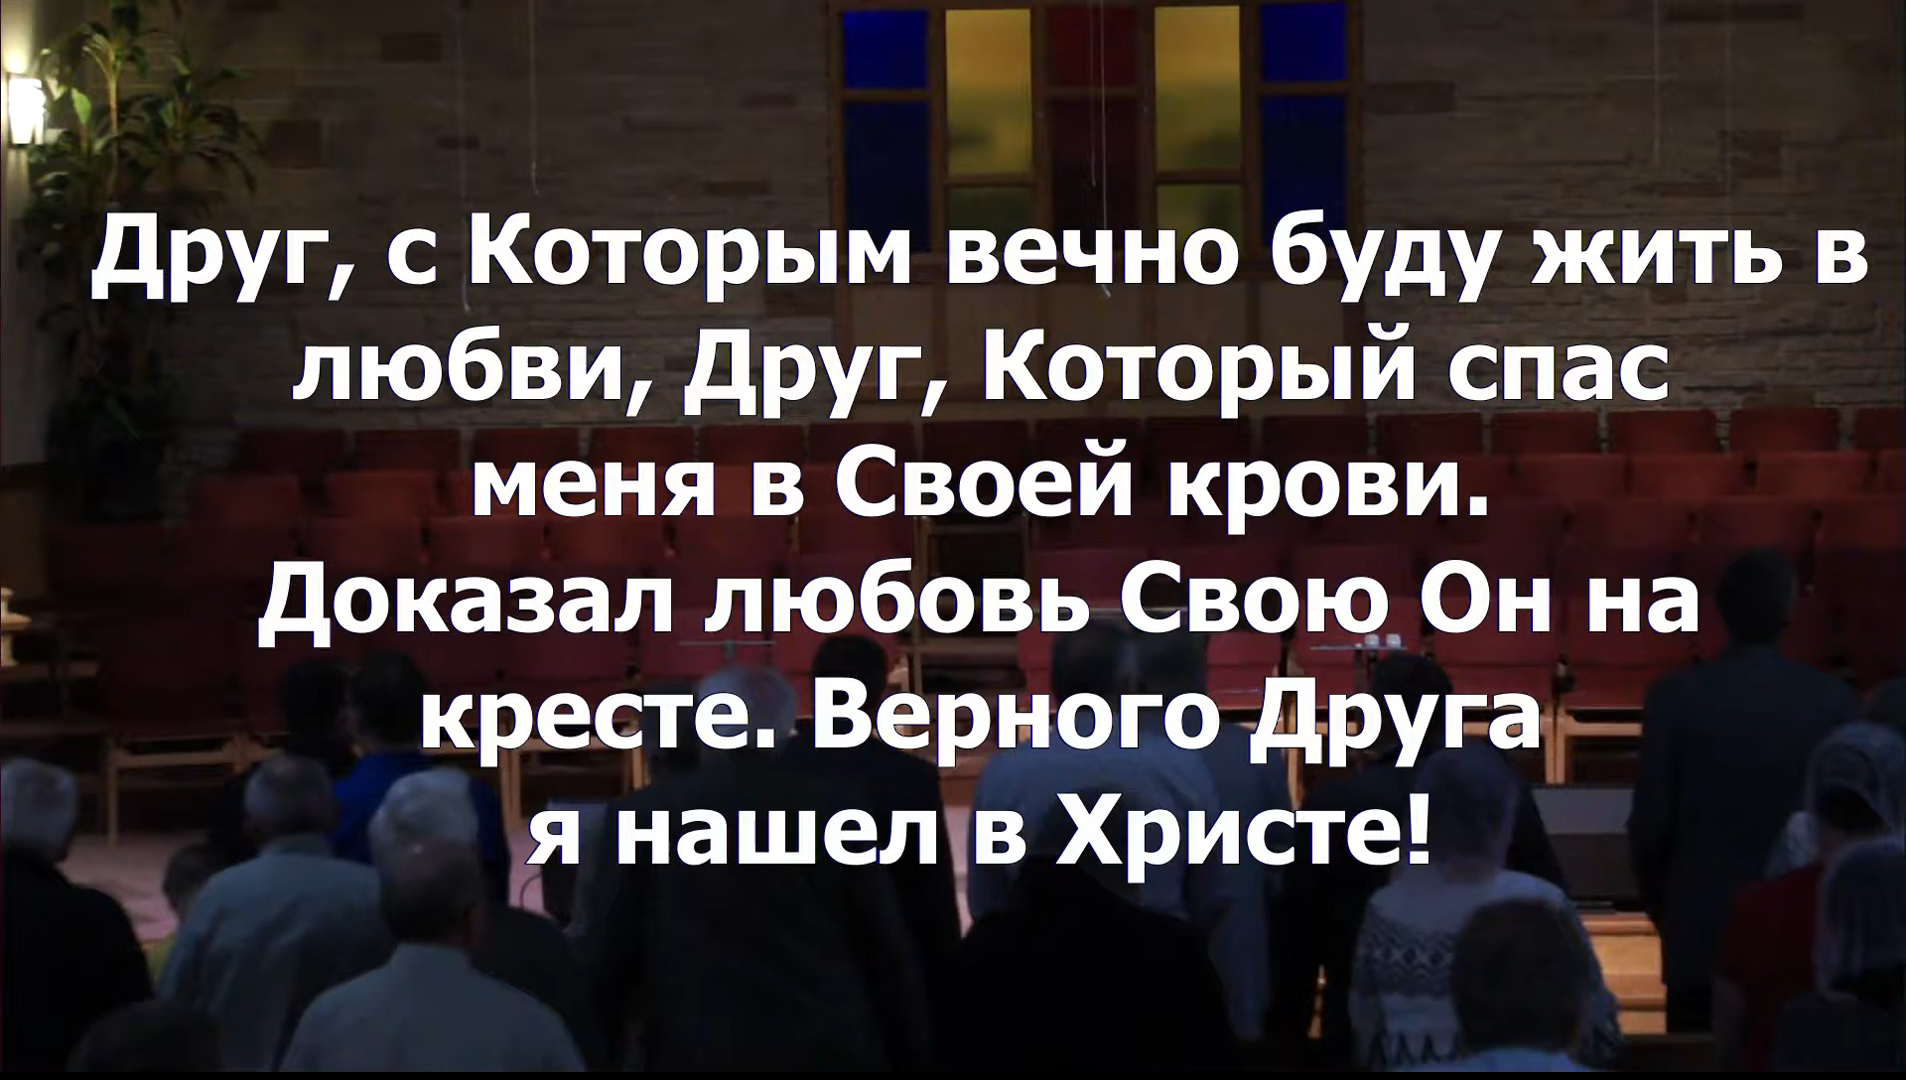 Друг, с Которым вечно буду жить в
любви, Друг, Который спас
меня в Своей крови.
Доказал любовь Свою Он на
кресте. Верного Друга
я нашел в Христе!